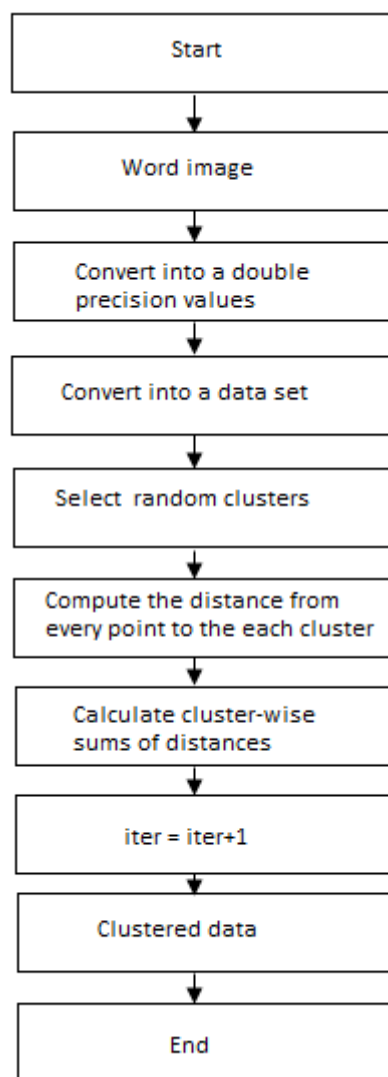 Start
Word image
Convert into a double
precision values
Convert into a data set
Select random clusters
Compute the distance from
every point to the each cluster
Calculate cluster-wise
sums of distances
iter = iter+1
Clustered data
End